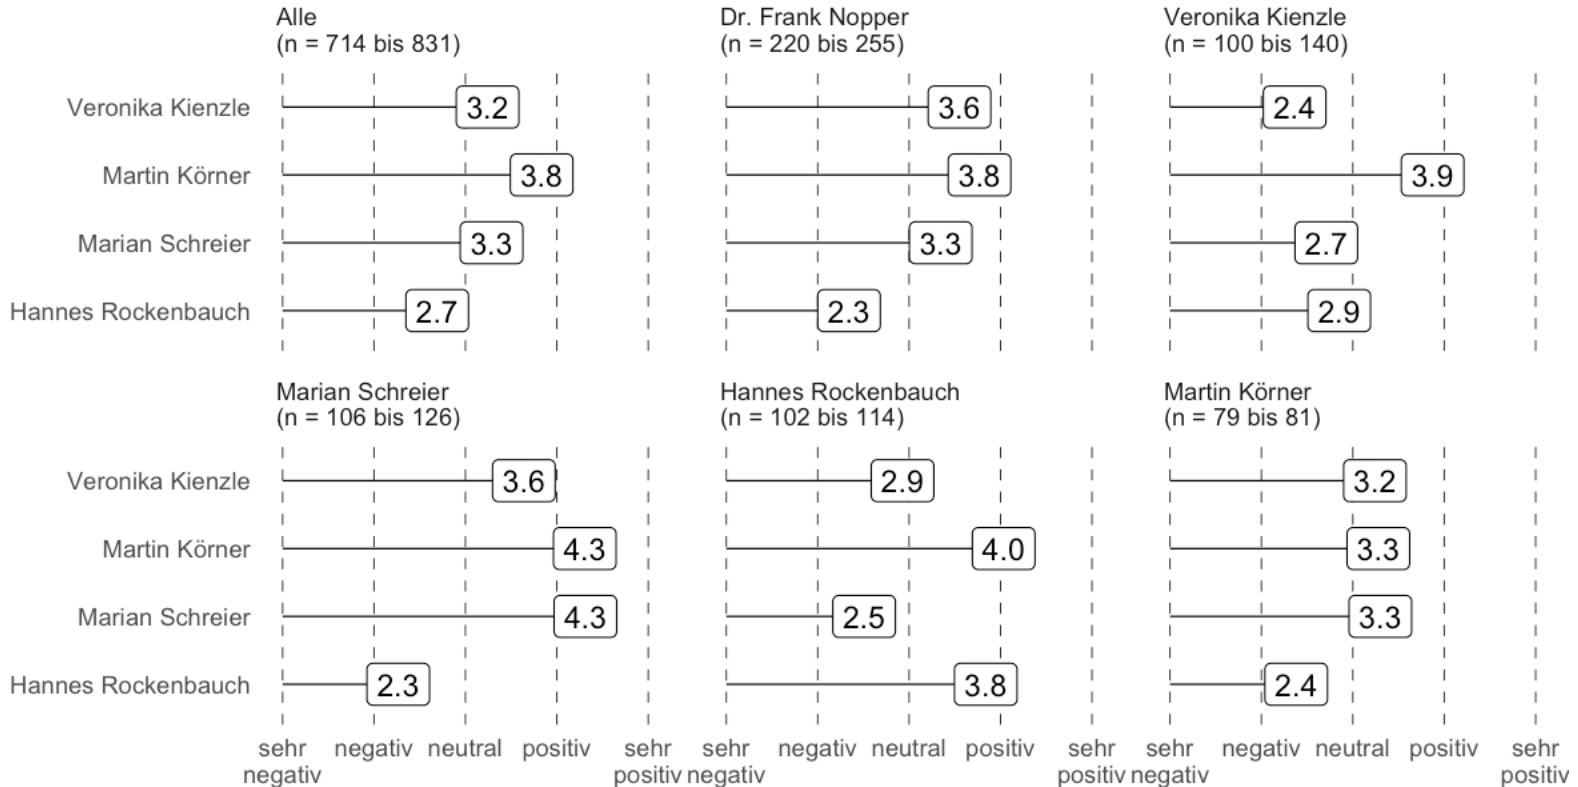 Alle
(n = 714 bis 831)
Dr. Frank Nopper
(n = 220 bis 255)
Veronika Kienzle
(n = 100 bis 140)
Veronika Kienzle 3.2 3.6 2.4
Martin Körner 3.8 3.8 3.9
Marian Schreier 3.3 3.3 2.7
Hannes Rockenbauch 2.7 2.3 2.9
Marian Schreier
(n = 106 bis 126)
Hannes Rockenbauch
(n = 102 bis 114)
Martin Körner
(n = 79 bis 81)
Veronika Kienzle 3.6 2.9 3.2
Martin Körner 4.3 4.0 3.3
Marian Schreier 4.3 2.5 3.3
Hannes Rockenbauch 2.3 3.8 2.4
sehr negativ neutral positiv sehr sehr negativ neutral positiv sehr sehr negativ neutral positiv sehr
negativ positiv negativ positiv negativ positiv